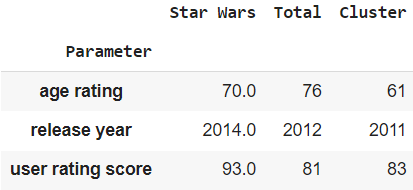 Star Wars Total Cluster
Parameter
age rating 70.0 76 61
release year 2014.0 2012 2011
user rating score 93.0 81 83